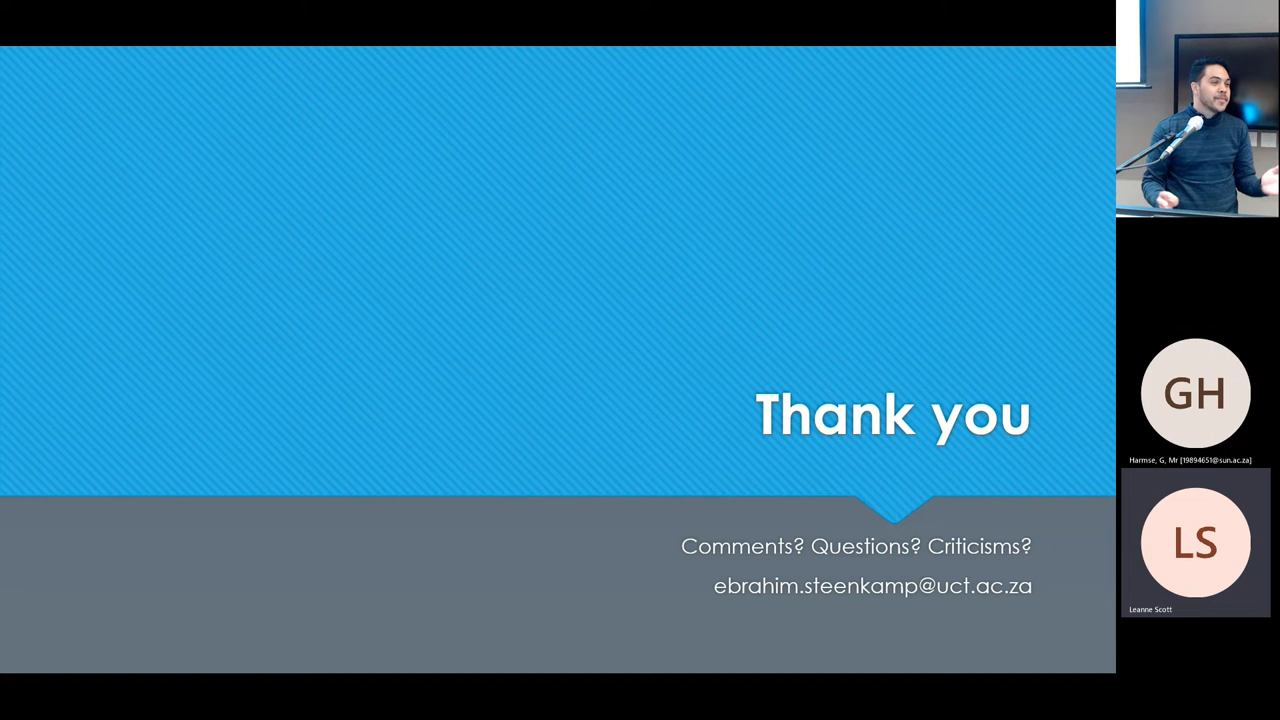 Thank you
Comments? Questions? Criticisms?
ebrahim.steenkamp@uct.ac.za
GH
Harmse, G, Mr [19894651@sun.ac.za]
LS
Leanne Scott